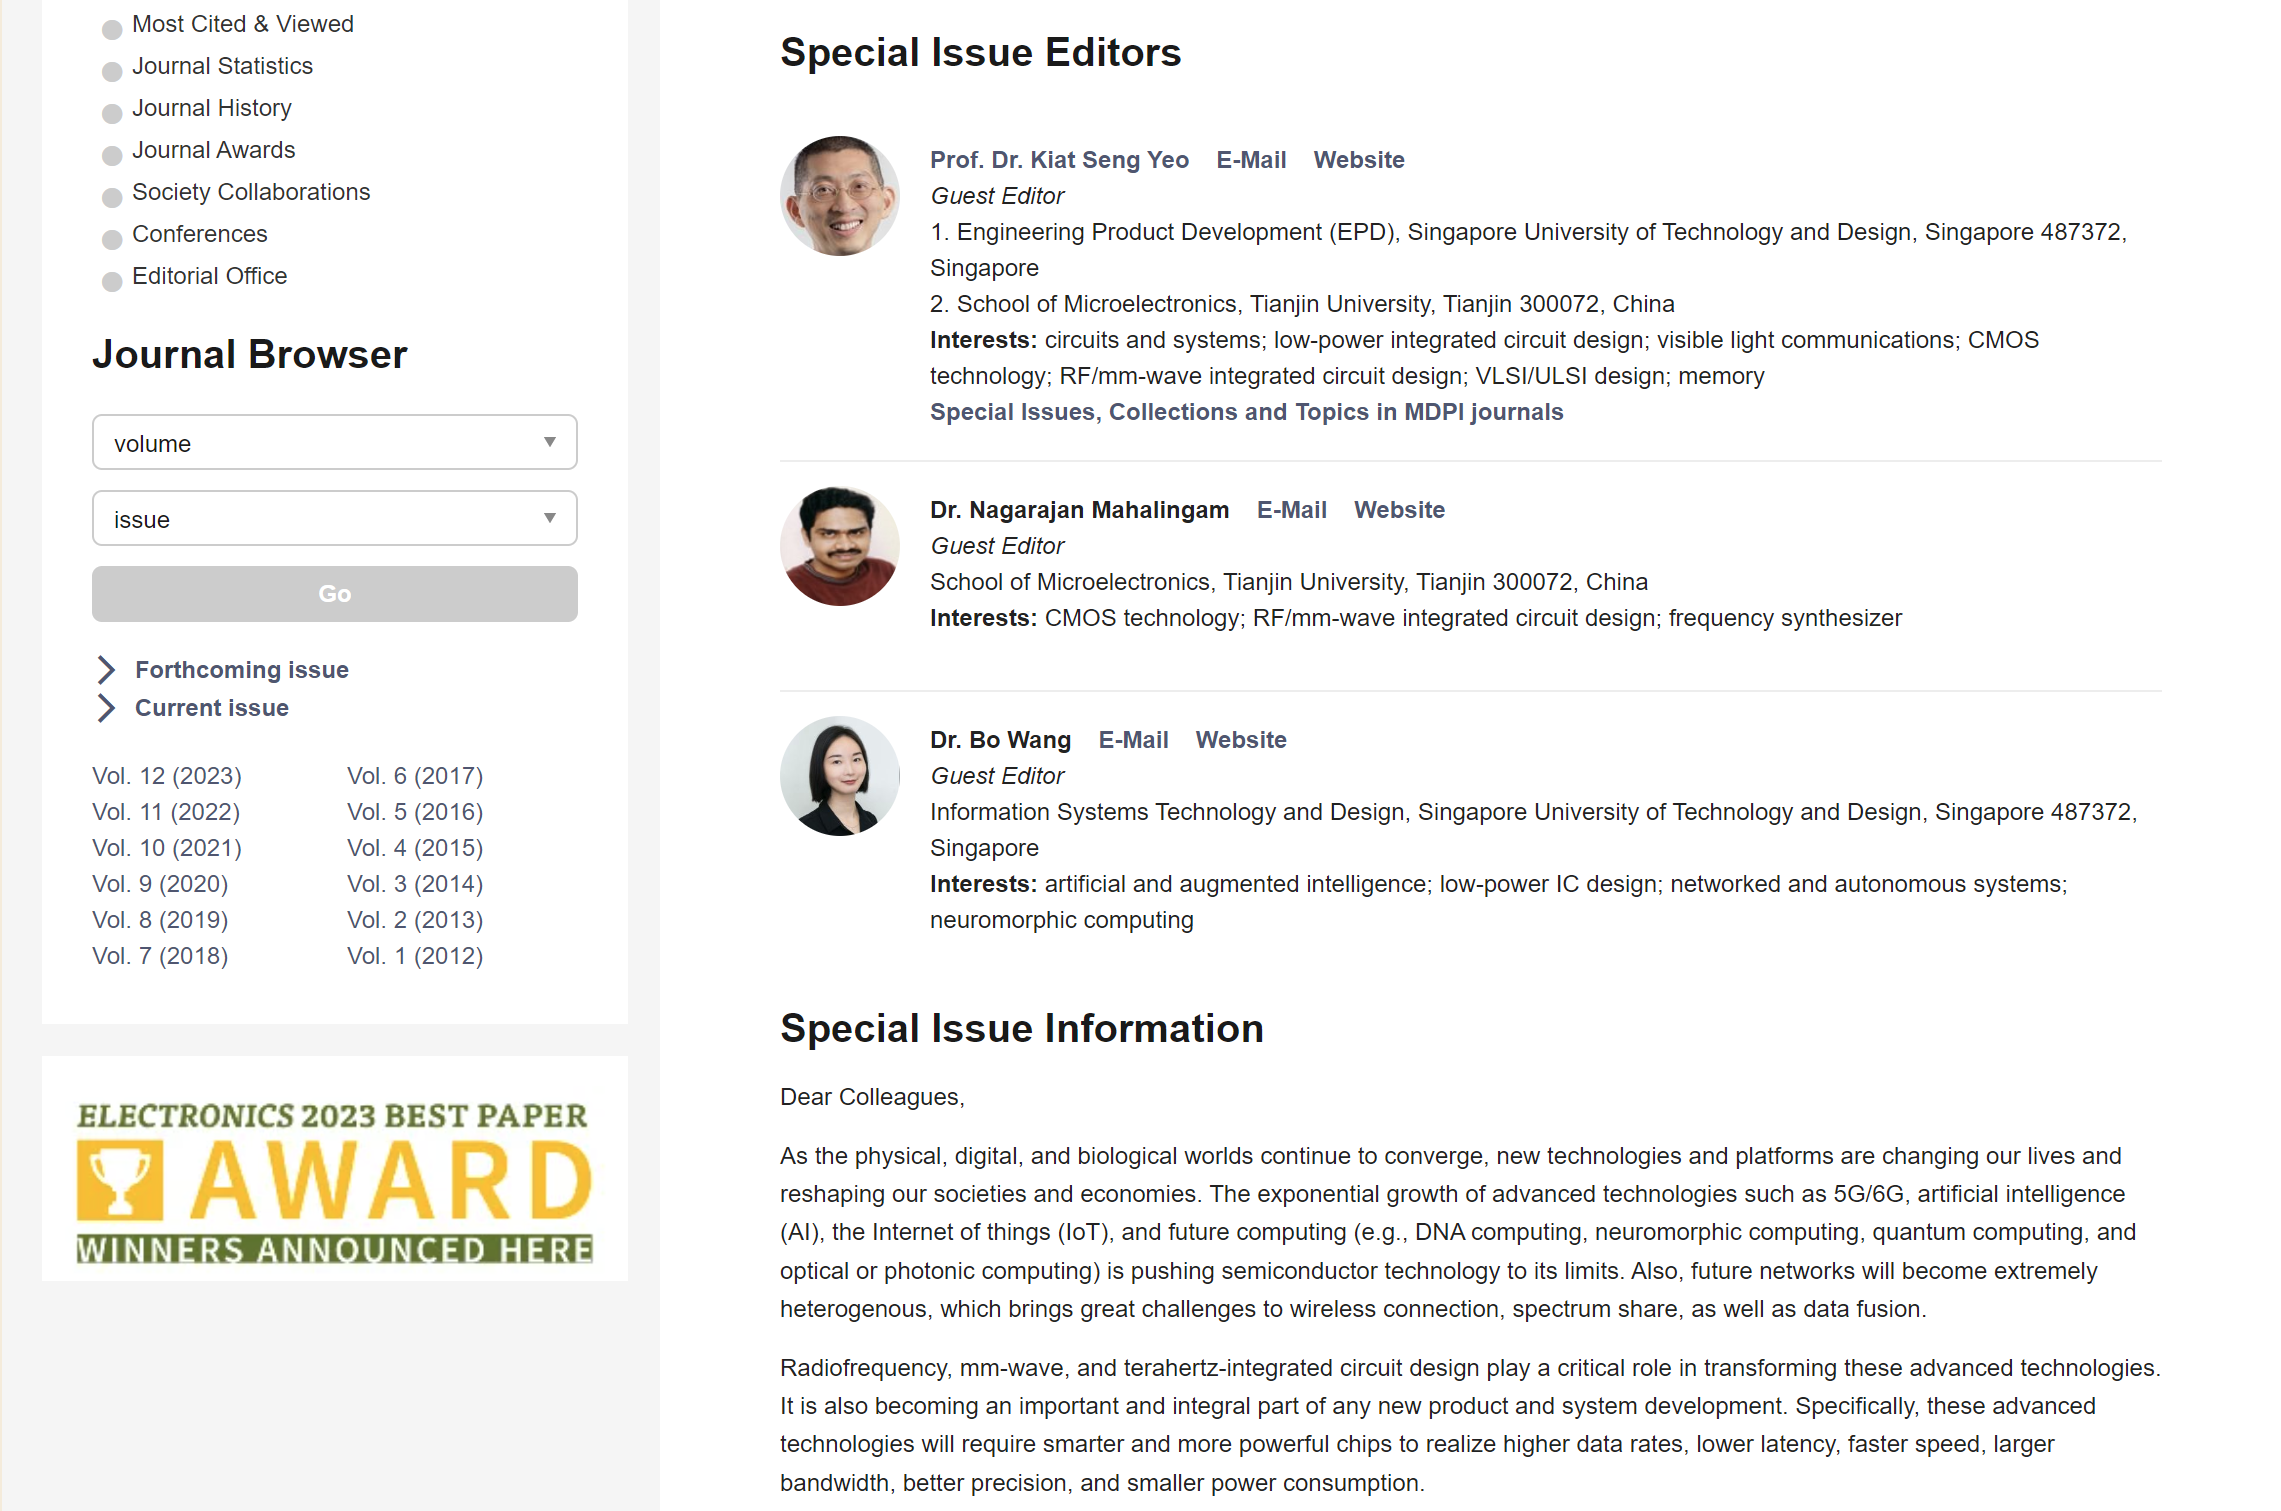 Most Cited & Viewed
Journal Statistics
Journal History
Journal Awards
Society Collaborations
Conferences
Editorial Office
Journal Browser
volume
issue
Go
Forthcoming issue
Current issue
Vol. 12 (2023)
Vol. 11 (2022)
Vol. 10 (2021)
Vol. 9 (2020)
Vol. 8 (2019)
Vol. 7 (2018)
Vol. 6 (2017)
Vol. 5 (2016)
Vol. 4 (2015)
Vol. 3 (2014)
Vol. 2 (2013)
Vol. 1 (2012)
ELECTRONICS 2023 BEST PAPER
AWARD
WINNERS ANNOUNCED HERE
Special Issue Editors
Prof. Dr. Kiat Seng Yeo E-Mail Website
Guest Editor
1. Engineering Product Development (EPD), Singapore University of Technology and Design, Singapore 487372,
Singapore
2. School of Microelectronics, Tianjin University, Tianjin 300072, China
Interests: circuits and systems; low-power integrated circuit design; visible light communications; CMOS
technology; RF/mm-wave integrated circuit design; VLSI/ULSI design; memory
Special Issues, Collections and Topics in MDPI journals
Dr. Nagarajan Mahalingam E-Mail Website
Guest Editor
School of Microelectronics, Tianjin University, Tianjin 300072, China
Interests: CMOS technology; RF/mm-wave integrated circuit design; frequency synthesizer
Dr. Bo Wang E-Mail Website
Guest Editor
Information Systems Technology and Design, Singapore University of Technology and Design, Singapore 487372,
Singapore
Interests: artificial and augmented intelligence; low-power IC design; networked and autonomous systems;
neuromorphic computing
Special Issue Information
Dear Colleagues,
As the physical, digital, and biological worlds continue to converge, new technologies and platforms are changing our lives and
reshaping our societies and economies. The exponential growth of advanced technologies such as 5G/6G, artificial intelligence
(AI), the Internet of things (IoT), and future computing (e.g., DNA computing, neuromorphic computing, quantum computing, and
optical or photonic computing) is pushing semiconductor technology to its limits. Also, future networks will become extremely
heterogenous, which brings great challenges to wireless connection, spectrum share, as well as data fusion.
Radiofrequency, mm-wave, and terahertz-integrated circuit design play a critical role in transforming these advanced technologies.
It is also becoming an important and integral part of any new product and system development. Specifically, these advanced
technologies will require smarter and more powerful chips to realize higher data rates, lower latency, faster speed, larger
bandwidth, better precision, and smaller power consumption.